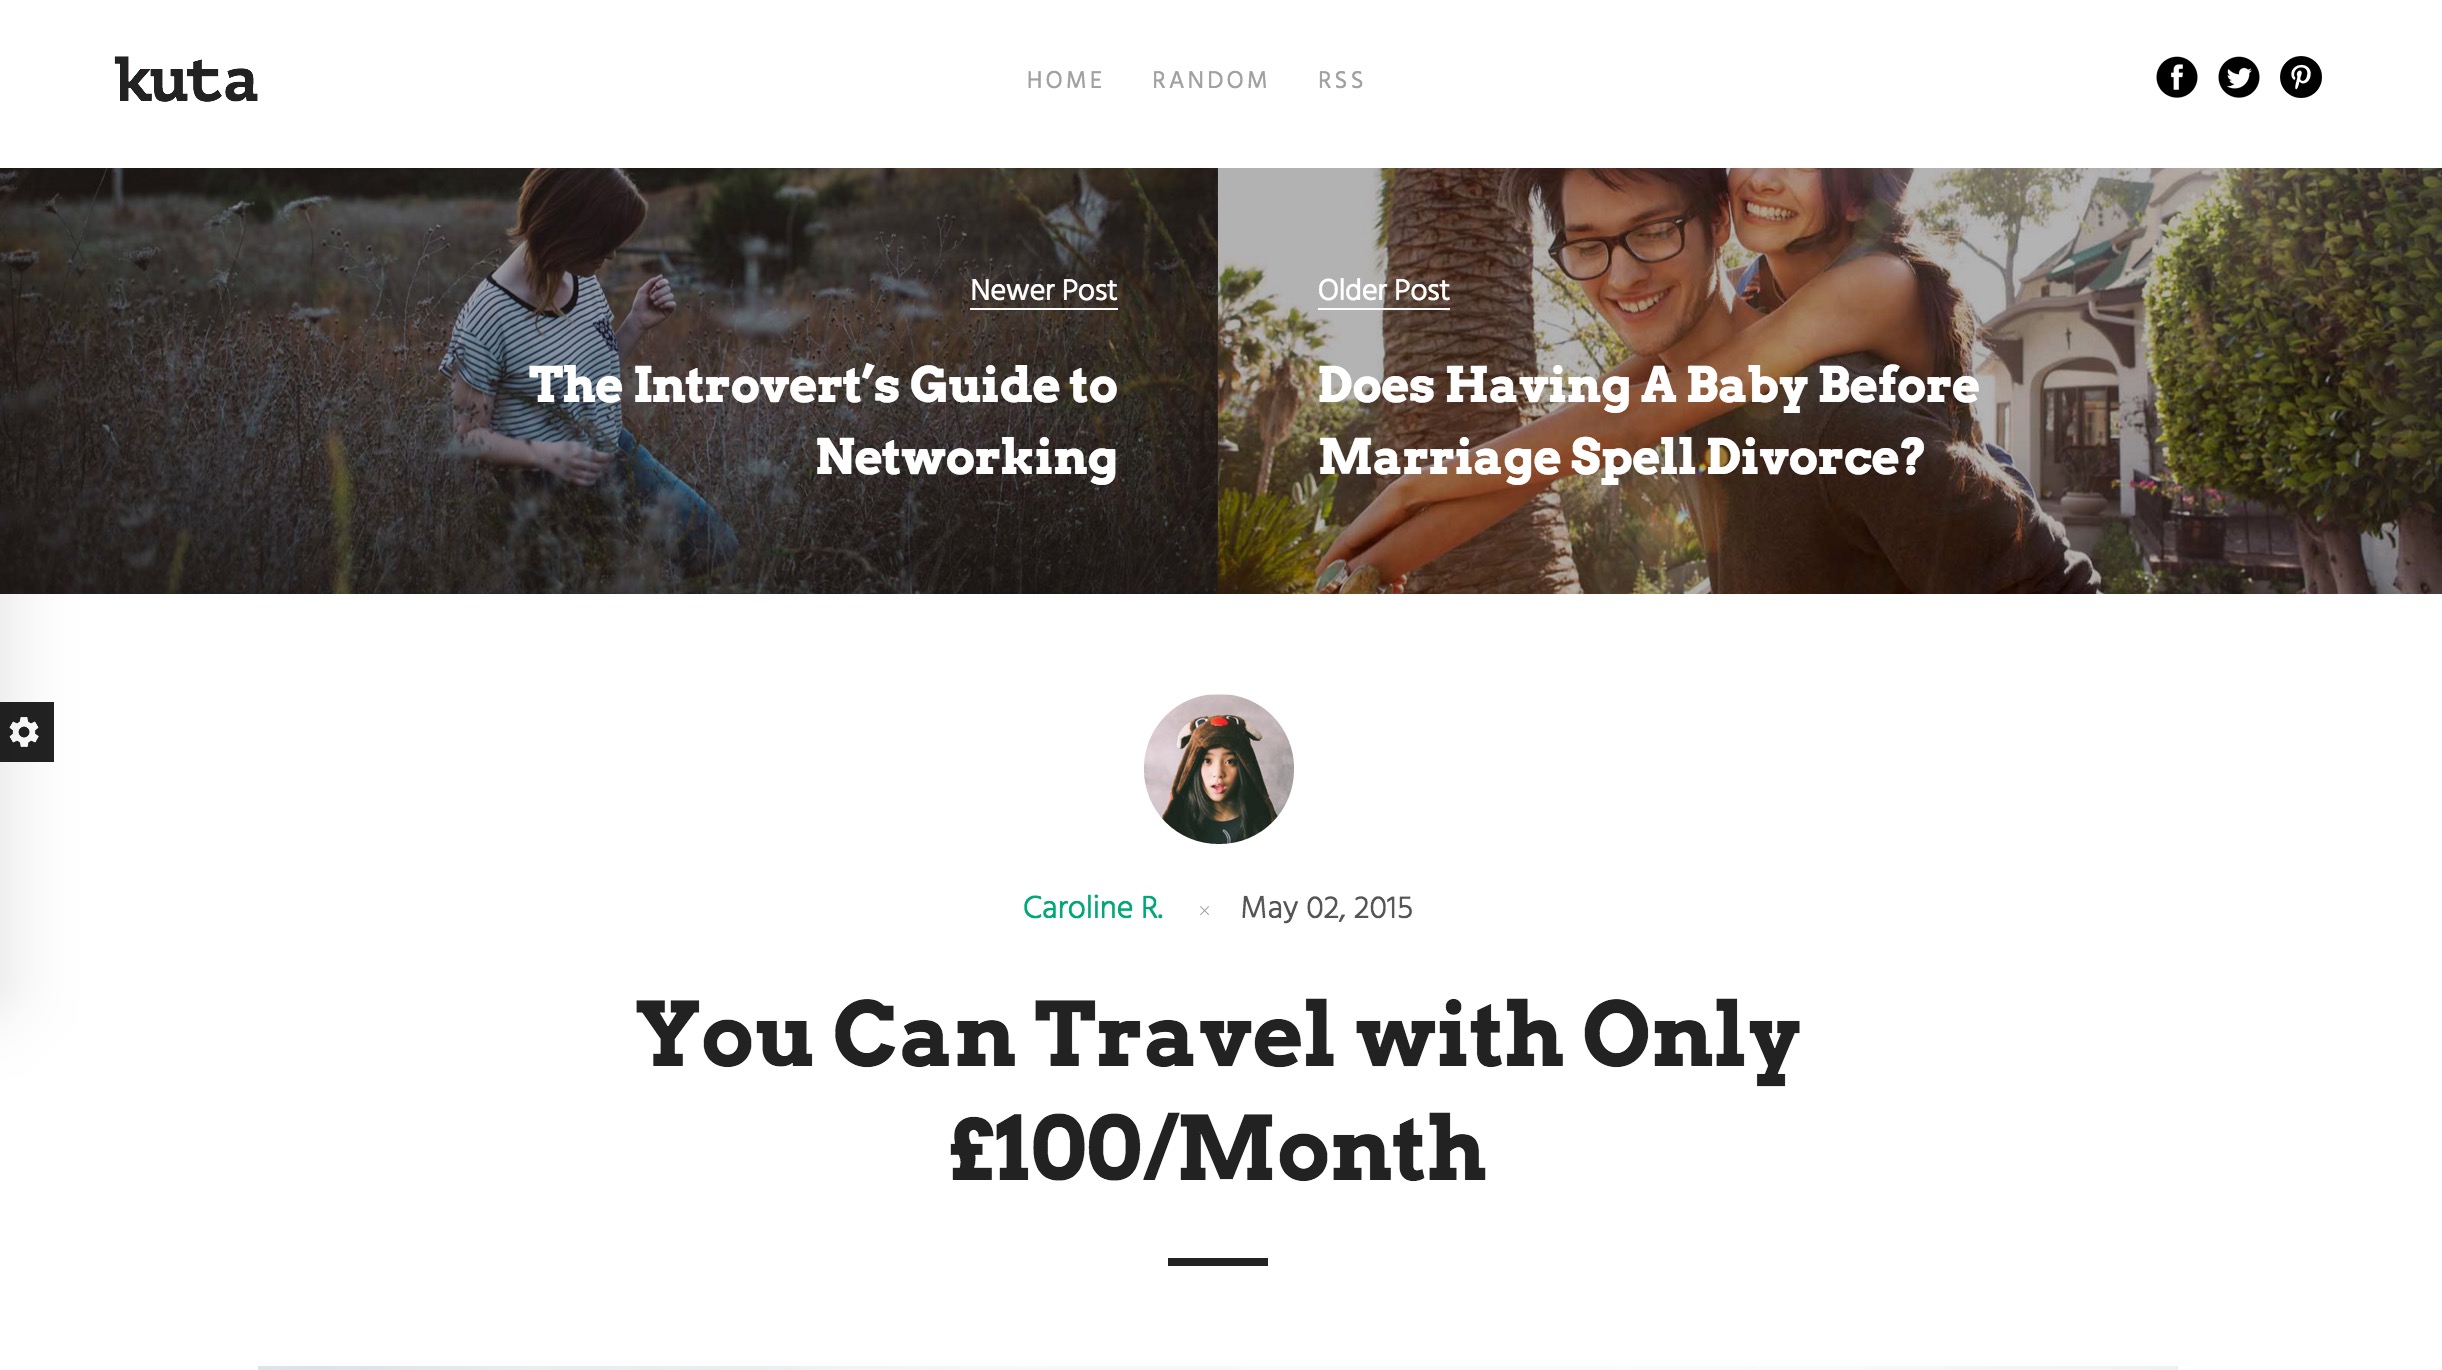 kuta
HOME RANDOM RSS
Newer Post
The Introvert’s Guide to
Networking
Older Post
Does Having A Baby Before
Marriage Spell Divorce?
Caroline R. × May 02, 2015
You Can Travel with Only
£100/Month